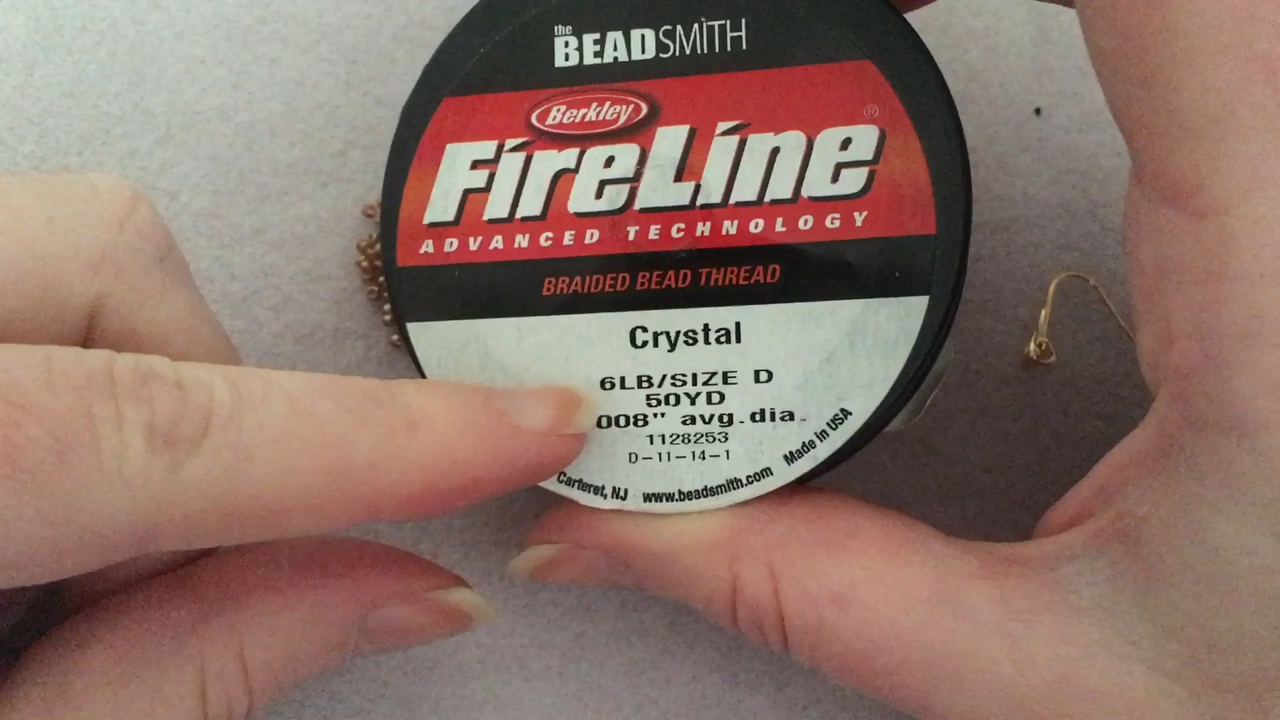 the
BEADSMITH
Berkley
FireLine®
ADVANCED TECHNOLOGY
BRAIDED BEAD THREAD
Crystal
6LB/SIZE D
50YD
008" avg.dia.
1128253
D-11-14-1
Carteret, NJ www.beadsmith.com Made in USA